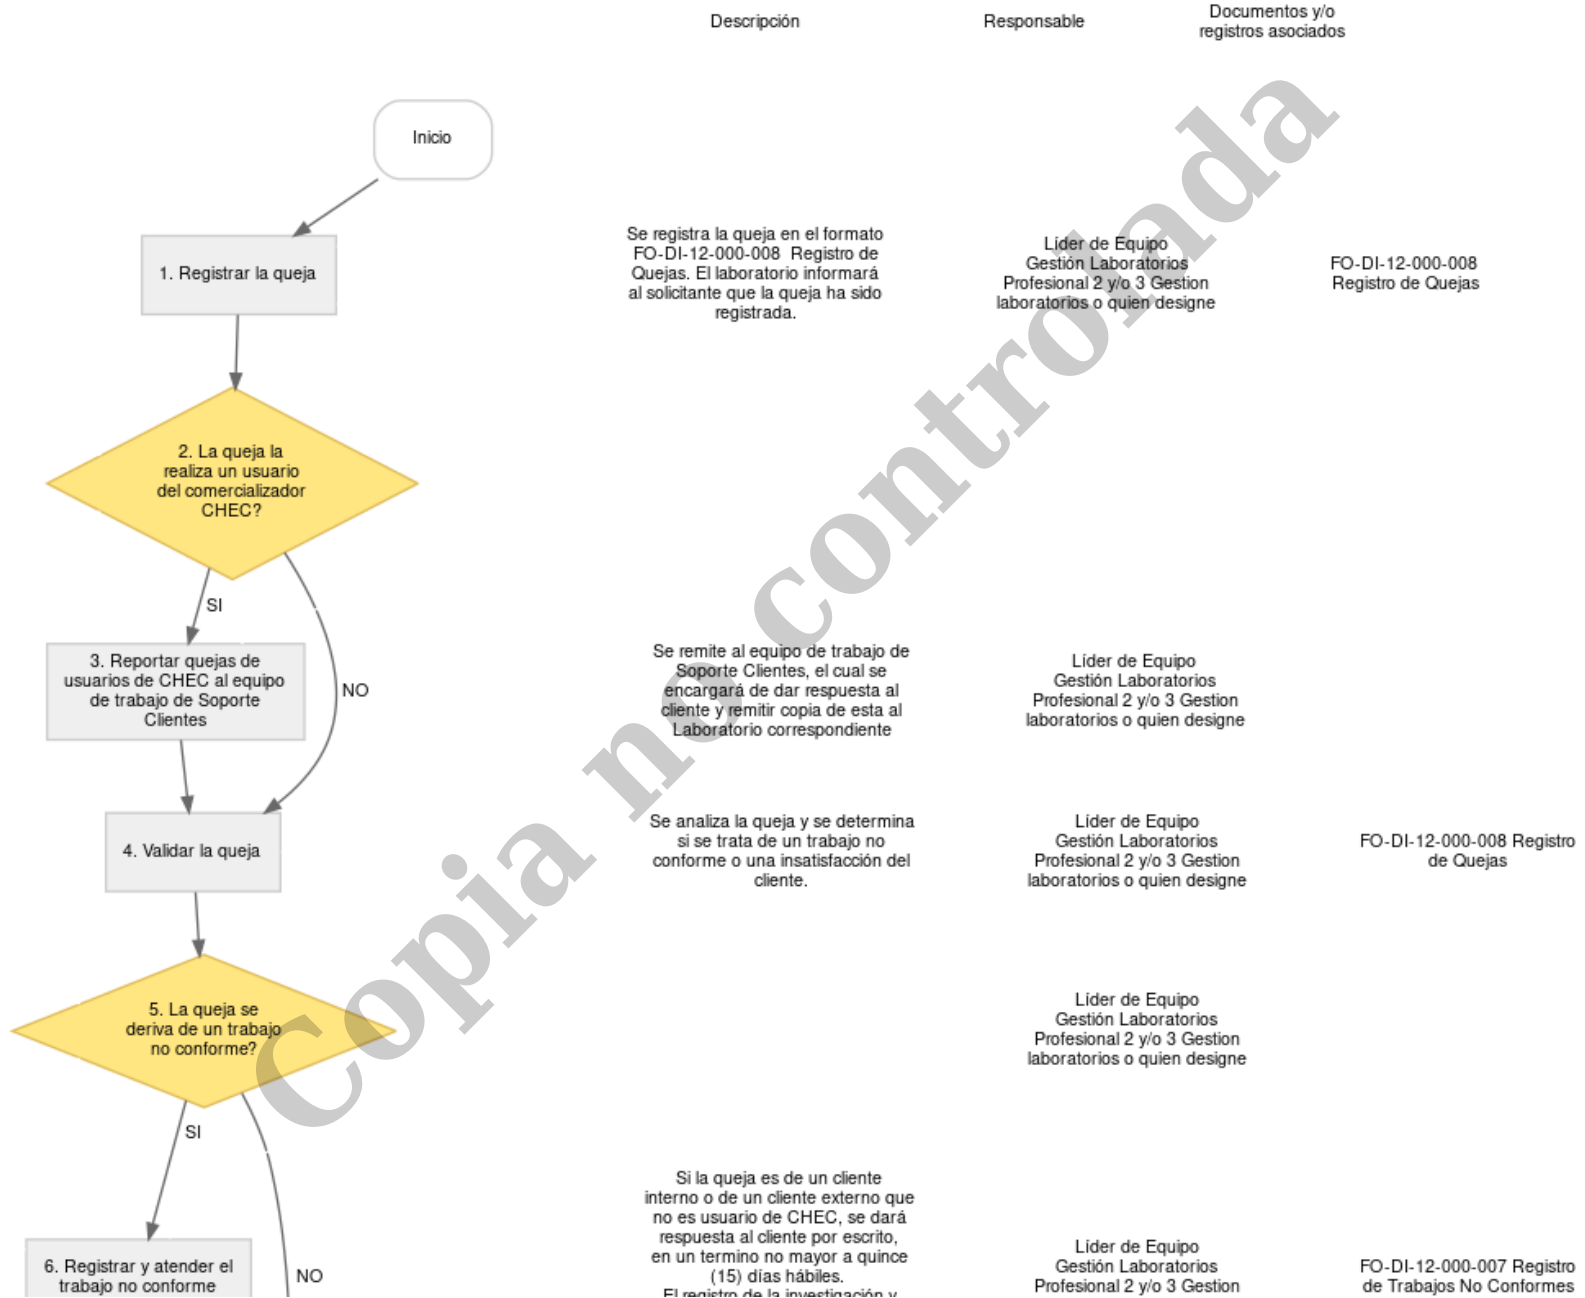 Descripción
Responsable
Documentos y/o
registros asociados
Inicio
1. Registrar la queja
Se registra la queja en el formato
FO-DI-12-000-008 Registro de
Quejas. El laboratorio informará
al solicitante que la queja ha sido
registrada.
Líder de Equipo
Gestión Laboratorios
Profesional 2 y/o 3 Gestion
laboratorios o quien designe
FO-DI-12-000-008
Registro de Quejas
2. La queja la
realiza un usuario
del comercializador
CHEC?
SI
NO
3. Reportar quejas de
usuarios de CHEC al equipo
de trabajo de Soporte
Clientes
Se remite al equipo de trabajo de
Soporte Clientes, el cual se
encargará de dar respuesta al
cliente y remitir copia de esta al
Laboratorio correspondiente
Líder de Equipo
Gestión Laboratorios
Profesional 2 y/o 3 Gestion
laboratorios o quien designe
4. Validar la queja
Se analiza la queja y se determina
si se trata de un trabajo no
conforme o una insatisfacción del
cliente.
Líder de Equipo
Gestión Laboratorios
Profesional 2 y/o 3 Gestion
laboratorios o quien designe
FO-DI-12-000-008 Registro
de Quejas
5. La queja se
deriva de un trabajo
no conforme?
Líder de Equipo
Gestión Laboratorios
Profesional 2 y/o 3 Gestion
laboratorios o quien designe
SI
NO
6. Registrar y atender el
trabajo no conforme
Si la queja es de un cliente
interno o de un cliente externo que
no es usuario de CHEC, se dará
respuesta al cliente por escrito,
en un termino no mayor a quince
(15) días hábiles.
El registro de la investigación y
Líder de Equipo
Gestión Laboratorios
Profesional 2 y/o 3 Gestion
FO-DI-12-000-007 Registro
de Trabajos No Conformes
Copia no controlada